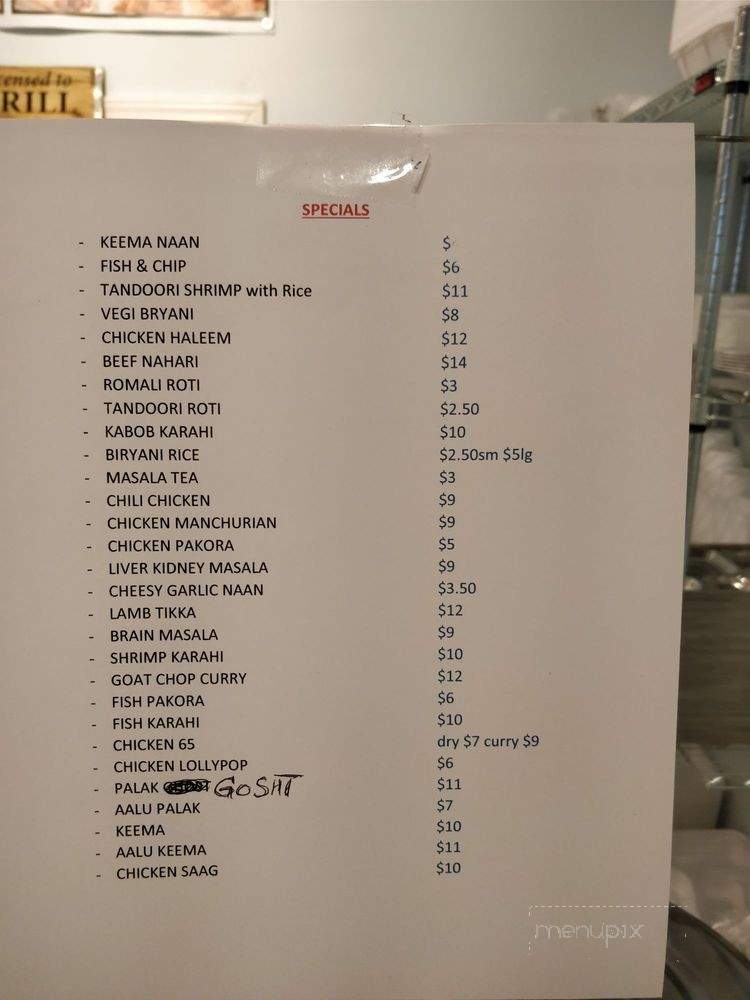 ensed to
RILL
SPECIALS
- KEEMA NAAN $
- FISH & CHIP $6
- TANDOORI SHRIMP with Rice $11
- VEGI BRYANI $8
- CHICKEN HALEEM $12
- BEEF NAHARI $14
- ROMALI ROTI $3
- TANDOORI ROTI $2.50
- KABOB KARAHI $10
- BIRYANI RICE $2.50sm $5lg
- MASALA TEA $3
- CHILI CHICKEN $9
- CHICKEN MANCHURIAN $9
- CHICKEN PAKORA $5
- LIVER KIDNEY MASALA $9
- CHEESY GARLIC NAAN $3.50
- LAMB TIKKA $12
- BRAIN MASALA $9
- SHRIMP KARAHI $10
- GOAT CHOP CURRY $12
- FISH PAKORA $6
- FISH KARAHI $10
- CHICKEN 65 dry $7 curry $9
- CHICKEN LOLLYPOP $6
- PALAK GOSHT $11
- AALU PALAK $7
- KEEMA $10
- AALU KEEMA $11
- CHICKEN SAAG $10
menupix